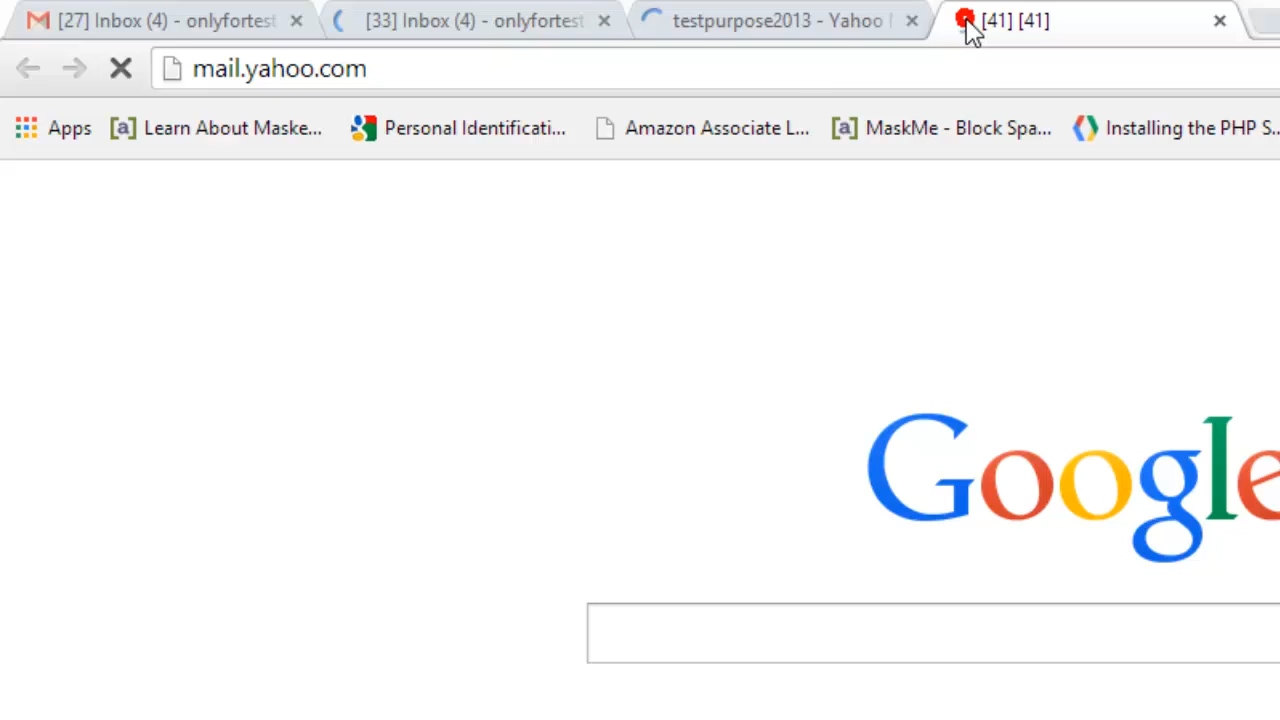 [27] Inbox (4) - onlyfortest [33] Inbox (4) - onlyfortest testpurpose2013 - Yahoo [41] [41]
mail.yahoo.com
Apps [a] Learn About Maske... Personal Identificati... Amazon Associate L... [a] MaskMe - Block Spa... Installing the PHP S...
Google